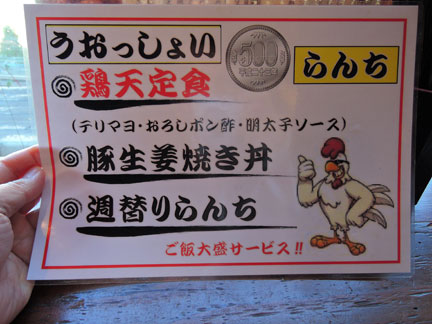 うおっしょい
500
らんち
鶏天定食
(テリマヨ・おろしポン酢・明太子ソース)
豚生姜焼き丼
週替りらんち
ご飯大盛サービス!!